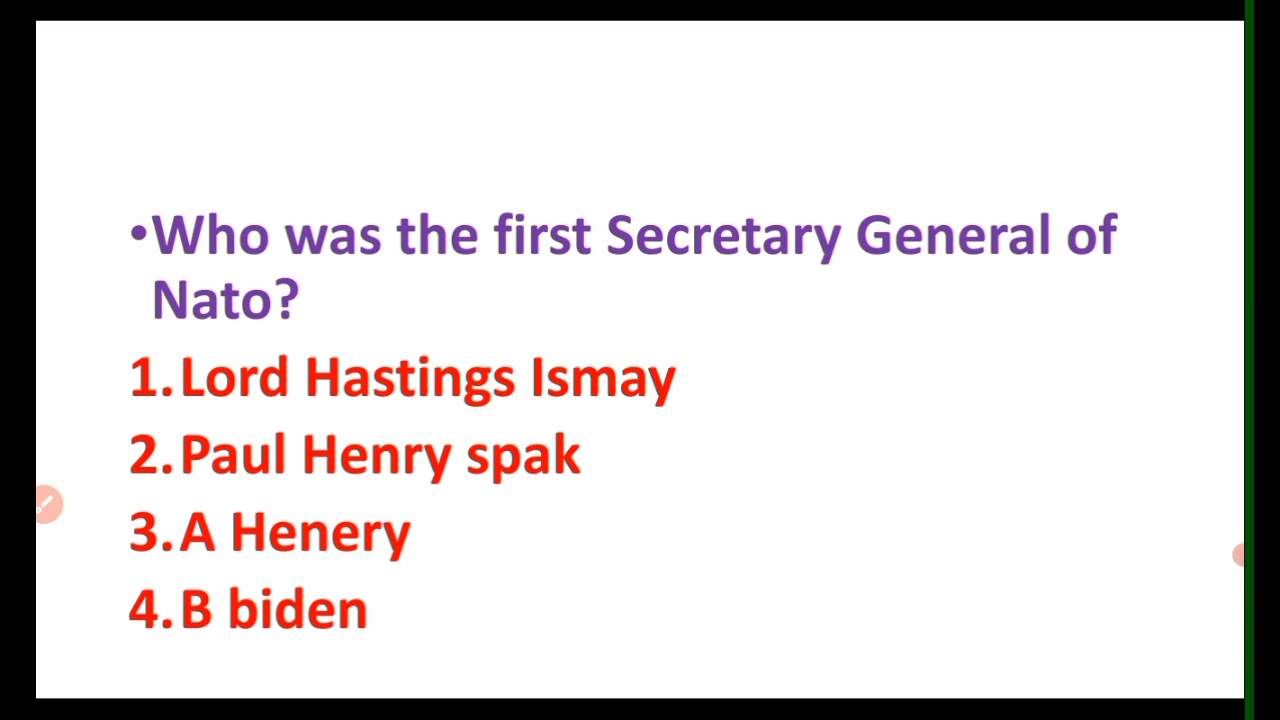 •Who was the first Secretary General of
Nato?
1. Lord Hastings Ismay
2. Paul Henry spak
3. A Henery
4. B biden